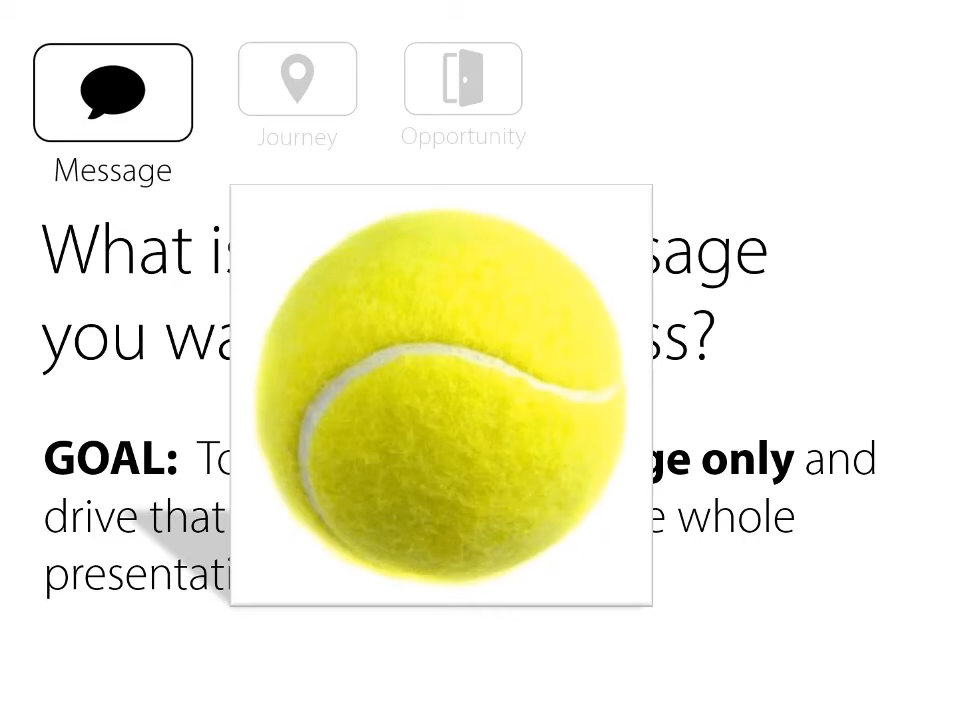 Journey
Opportunity
Message
What is sage
you wa ss?
GOAL: To ge only and
drive that e whole
presentati